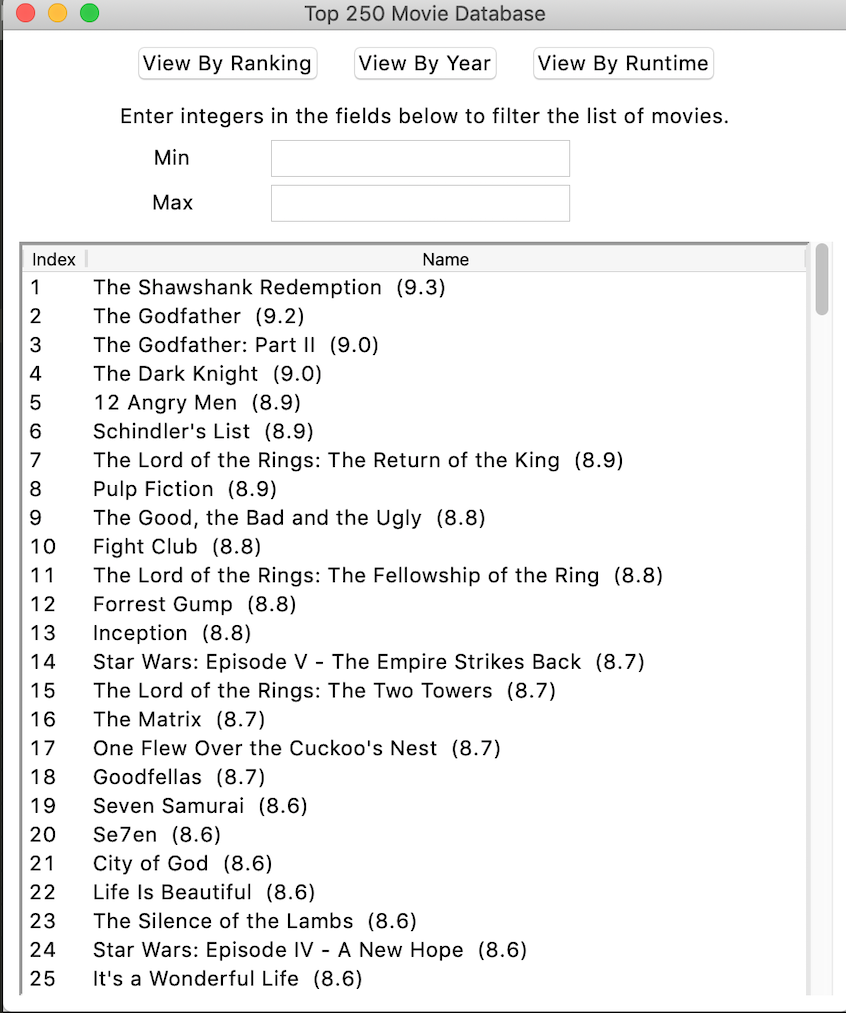 Top 250 Movie Database
View By Ranking View By Year View By Runtime
Enter integers in the fields below to filter the list of movies.
Min
Max
Index Name
1 The Shawshank Redemption (9.3)
2 The Godfather (9.2)
3 The Godfather: Part II (9.0)
4 The Dark Knight (9.0)
5 12 Angry Men (8.9)
6 Schindler's List (8.9)
7 The Lord of the Rings: The Return of the King (8.9)
8 Pulp Fiction (8.9)
9 The Good, the Bad and the Ugly (8.8)
10 Fight Club (8.8)
11 The Lord of the Rings: The Fellowship of the Ring (8.8)
12 Forrest Gump (8.8)
13 Inception (8.8)
14 Star Wars: Episode V - The Empire Strikes Back (8.7)
15 The Lord of the Rings: The Two Towers (8.7)
16 The Matrix (8.7)
17 One Flew Over the Cuckoo's Nest (8.7)
18 Goodfellas (8.7)
19 Seven Samurai (8.6)
20 Se7en (8.6)
21 City of God (8.6)
22 Life Is Beautiful (8.6)
23 The Silence of the Lambs (8.6)
24 Star Wars: Episode IV - A New Hope (8.6)
25 It's a Wonderful Life (8.6)